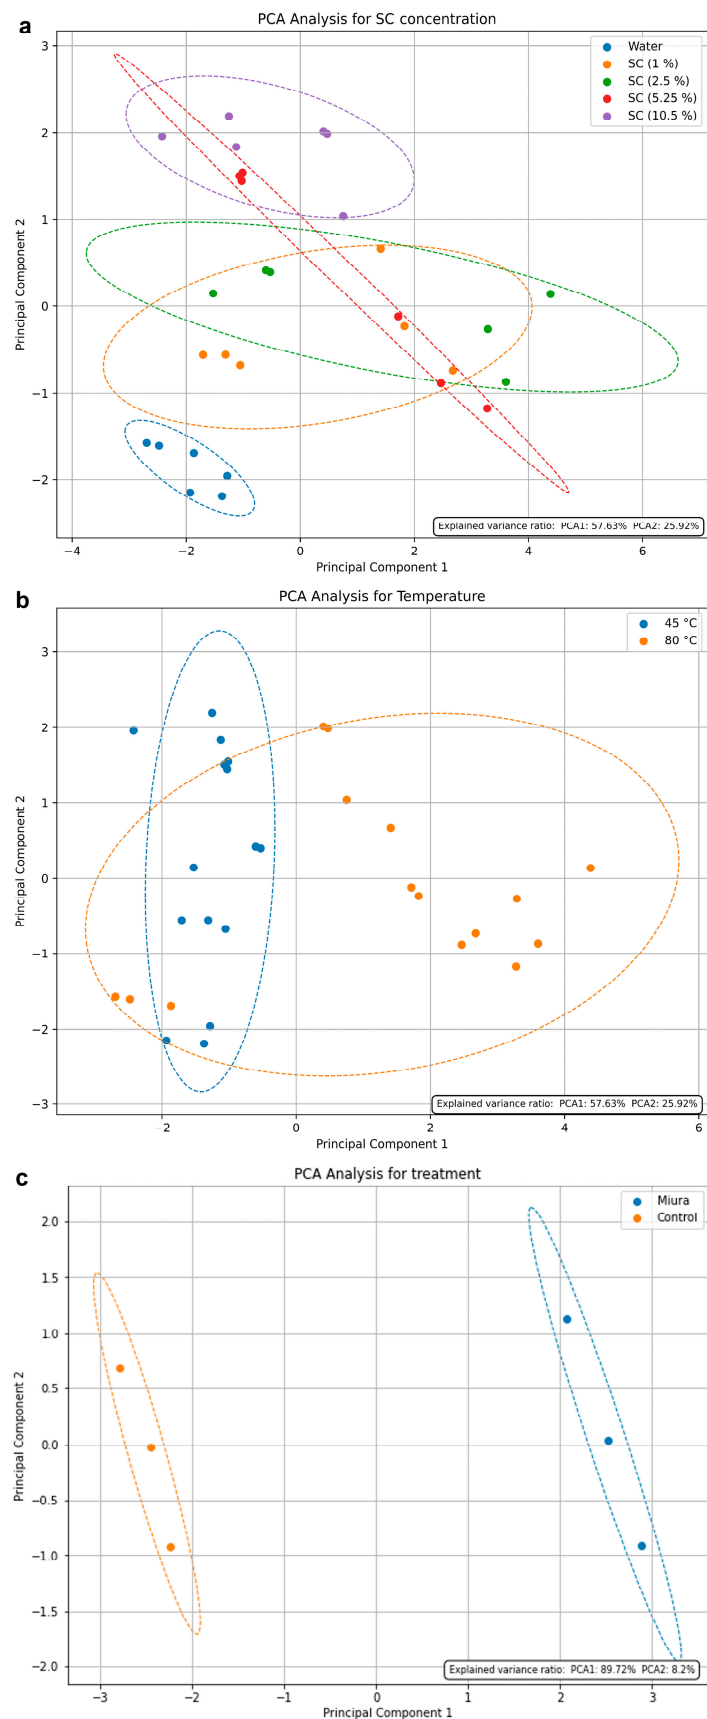 a
PCA Analysis for SC concentration
Water
SC (1 %)
SC (2.5 %)
SC (5.25 %)
SC (10.5 %)
3
2
1
0
−1
−2
Principal Component 2
Explained variance ratio: PCA1: 57.63% PCA2: 25.92%
−4 −2 0 2 4 6
Principal Component 1
b
PCA Analysis for Temperature
45 °C
80 °C
3
2
1
0
−1
−2
−3
Principal Component 2
Explained variance ratio: PCA1: 57.63% PCA2: 25.92%
−2 0 2 4 6
Principal Component 1
c
PCA Analysis for treatment
Miura
Control
2.0
1.5
1.0
0.5
0.0
−0.5
−1.0
−1.5
−2.0
Principal Component 2
Explained variance ratio: PCA1: 89.72% PCA2: 8.2%
−3 −2 −1 0 1 2 3
Principal Component 1